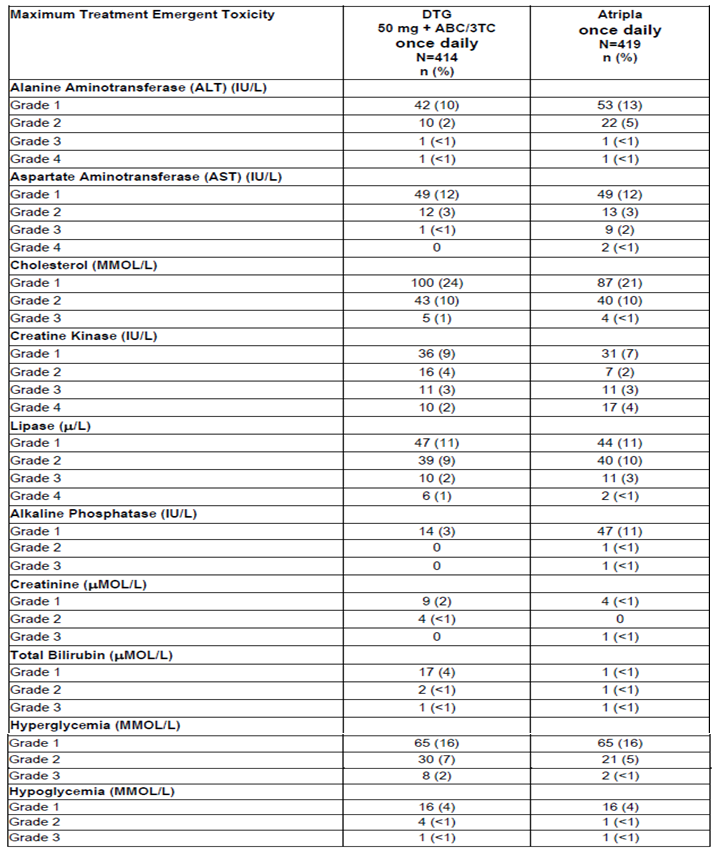 Maximum Treatment Emergent Toxicity DTG Atripla
50 mg + ABC/3TC once daily
once daily N=419
N=414 n (%)
n (%)
Alanine Aminotransferase (ALT) (IU/L)
Grade 1 42 (10) 53 (13)
Grade 2 10 (2) 22 (5)
Grade 3 1 (<1) 1 (<1)
Grade 4 1 (<1) 1 (<1)
Aspartate Aminotransferase (AST) (IU/L)
Grade 1 49 (12) 49 (12)
Grade 2 12 (3) 13 (3)
Grade 3 1 (<1) 9 (2)
Grade 4 0 2 (<1)
Cholesterol (MMOL/L)
Grade 1 100 (24) 87 (21)
Grade 2 43 (10) 40 (10)
Grade 3 5 (1) 4 (<1)
Creatine Kinase (IU/L)
Grade 1 36 (9) 31 (7)
Grade 2 16 (4) 7 (2)
Grade 3 11 (3) 11 (3)
Grade 4 10 (2) 17 (4)
Lipase (µ/L)
Grade 1 47 (11) 44 (11)
Grade 2 39 (9) 40 (10)
Grade 3 10 (2) 11 (3)
Grade 4 6 (1) 2 (<1)
Alkaline Phosphatase (IU/L)
Grade 1 14 (3) 47 (11)
Grade 2 0 1 (<1)
Grade 3 0 1 (<1)
Creatinine (µMOL/L)
Grade 1 9 (2) 4 (<1)
Grade 2 4 (<1) 0
Grade 3 0 1 (<1)
Total Bilirubin (µMOL/L)
Grade 1 17 (4) 1 (<1)
Grade 2 2 (<1) 1 (<1)
Grade 3 1 (<1) 1 (<1)
Hyperglycemia (MMOL/L)
Grade 1 65 (16) 65 (16)
Grade 2 30 (7) 21 (5)
Grade 3 8 (2) 2 (<1)
Hypoglycemia (MMOL/L)
Grade 1 16 (4) 16 (4)
Grade 2 4 (<1) 1 (<1)
Grade 3 1 (<1) 1 (<1)